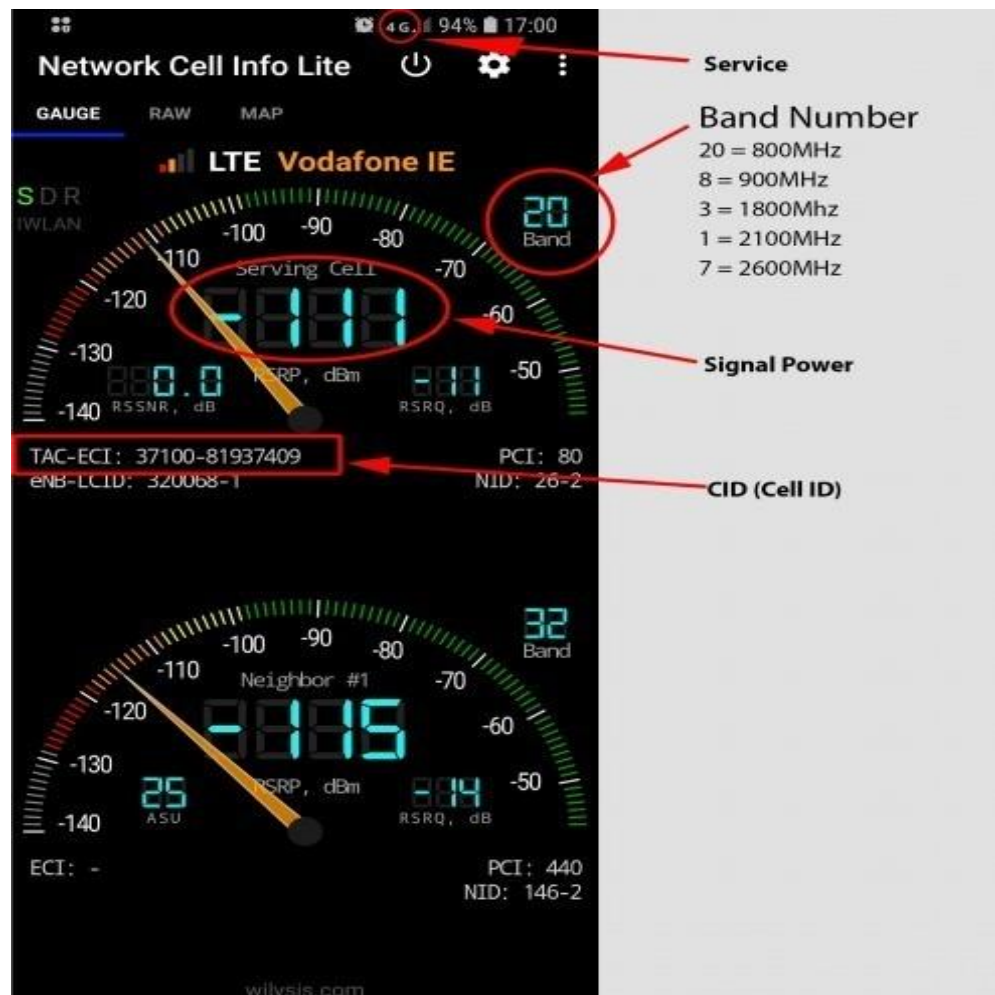 4G 94% 17:00
Network Cell Info Lite
GAUGE RAW MAP
LTE Vodafone IE
S D R
IWLAN
20
Band
-140 -130 -120 -110 -100 -90 -80 -70 -60 -50
Serving Cell
-111
RSRP, dBm
0.0
RSSNR, dB
-11
RSRQ, dB
TAC-ECI: 37100-81937409
PCI: 80
eNB-LCID: 320068-1
NID: 26-2
32
Band
-140 -130 -120 -110 -100 -90 -80 -70 -60 -50
Neighbor #1
-115
RSRP, dBm
25
ASU
-14
RSRQ, dB
ECI: -
PCI: 440
NID: 146-2
wilysis.com
Service
Band Number
20 = 800MHz
8 = 900MHz
3 = 1800Mhz
1 = 2100MHz
7 = 2600MHz
Signal Power
CID (Cell ID)